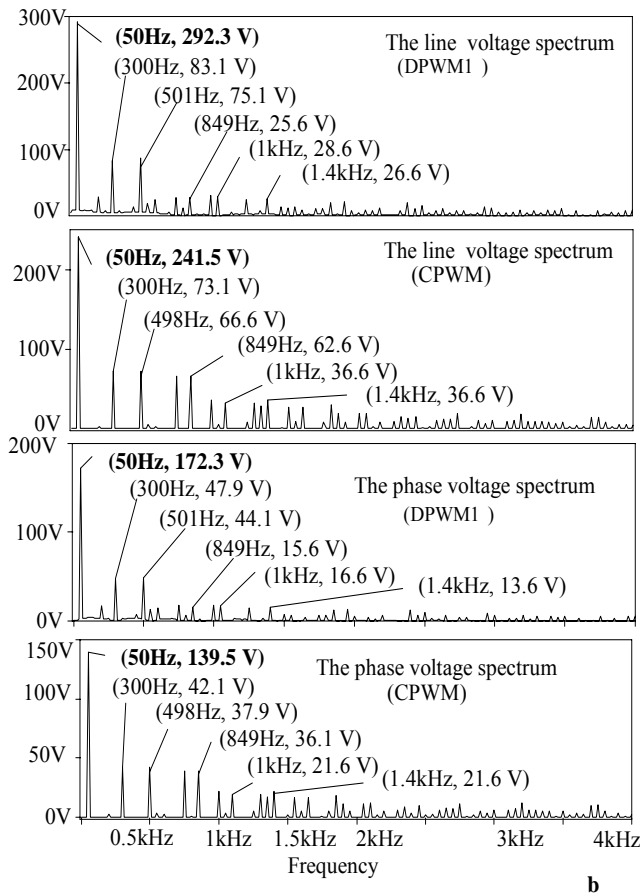 300V
(50Hz, 292.3 V)
The line voltage spectrum
(DPWM1 )
(300Hz, 83.1 V)
200V
(501Hz, 75.1 V)
(849Hz, 25.6 V)
100V
(1kHz, 28.6 V)
(1.4kHz, 26.6 V)
0V
(50Hz, 241.5 V)
The line voltage spectrum
(CPWM)
200V
(300Hz, 73.1 V)
(498Hz, 66.6 V)
(849Hz, 62.6 V)
100V
(1kHz, 36.6 V)
(1.4kHz, 36.6 V)
0V
200V
(50Hz, 172.3 V)
The phase voltage spectrum
(DPWM1 )
(300Hz, 47.9 V)
(501Hz, 44.1 V)
100V
(849Hz, 15.6 V)
(1kHz, 16.6 V)
(1.4kHz, 13.6 V)
0V
150V
(50Hz, 139.5 V)
The phase voltage spectrum
(CPWM)
(300Hz, 42.1 V)
100V
(498Hz, 37.9 V)
(849Hz, 36.1 V)
50V
(1kHz, 21.6 V)
(1.4kHz, 21.6 V)
0V
0.5kHz 1kHz 1.5kHz 2kHz 3kHz 4kHz
Frequency
b